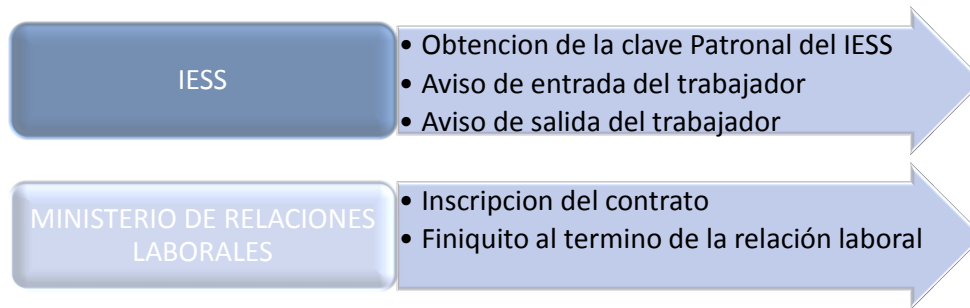 IESS
• Obtencion de la clave Patronal del IESS
• Aviso de entrada del trabajador
• Aviso de salida del trabajador
MINISTERIO DE RELACIONES
LABORALES
• Inscripcion del contrato
• Finiquito al termino de la relación laboral